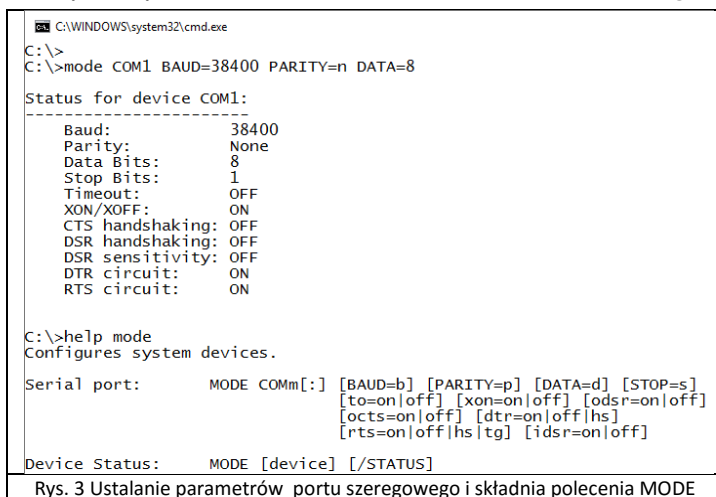 C:\WINDOWS\system32\cmd.exe
C:\>
C:\>mode COM1 BAUD=38400 PARITY=n DATA=8
Status for device COM1:
-----------------------
Baud: 38400
Parity: None
Data Bits: 8
Stop Bits: 1
Timeout: OFF
XON/XOFF: ON
CTS handshaking: OFF
DSR handshaking: OFF
DSR sensitivity: OFF
DTR circuit: ON
RTS circuit: ON
C:\>help mode
Configures system devices.
Serial port: MODE COMm[:] [BAUD=b] [PARITY=p] [DATA=d] [STOP=s]
[to=on|off] [xon=on|off] [odsr=on|off]
[octs=on|off] [dtr=on|off|hs]
[rts=on|off|hs|tg] [idsr=on|off]
Device Status: MODE [device] [/STATUS]
Rys. 3 Ustalanie parametrów portu szeregowego i składnia polecenia MODE